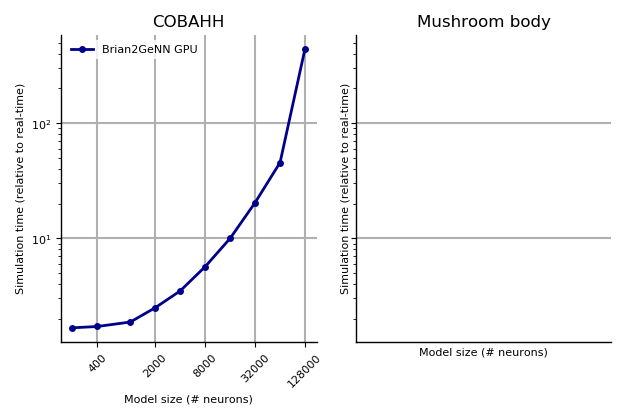 COBAHH
Brian2GeNN GPU
Simulation time (relative to real-time)
10²
10¹
400
2000
8000
32000
128000
Model size (# neurons)
Mushroom body
Simulation time (relative to real-time)
Model size (# neurons)